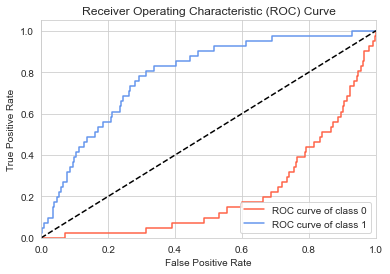 Receiver Operating Characteristic (ROC) Curve
True Positive Rate
1.0
0.8
0.6
0.4
0.2
0.0
0.0 0.2 0.4 0.6 0.8 1.0
False Positive Rate
ROC curve of class 0
ROC curve of class 1